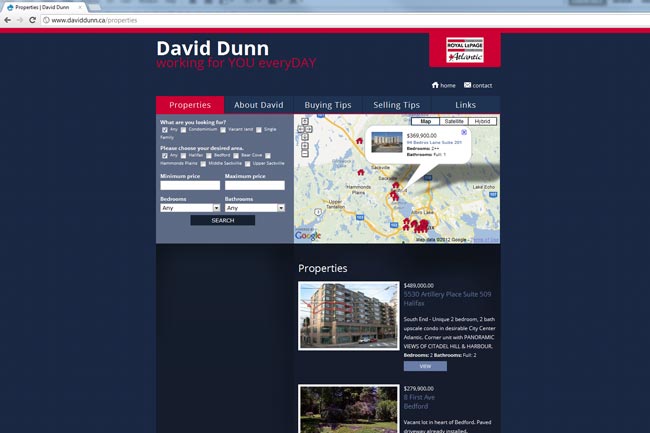 Properties | David Dunn
www.daviddunn.ca/properties
David Dunn
working for YOU everyDAY
ROYAL LEPAGE
Atlantic
home
contact
Properties
About David
Buying Tips
Selling Tips
Links
What are you looking for?
Any Condominium Vacant land Single
Family
Please choose your desired area.
Any Halifax Bedford Bear Cove
Hammonds Plains Middle Sackville Upper Sackville
Minimum price
Maximum price
Bedrooms
Bathrooms
Any
Any
SEARCH
Map
Satellite
Hybrid
$369,900.00
94 Bedros Lane Suite 201
Bedrooms: 2++
Bathrooms: Full: 1
Sackville
Sackville
Hammonds
Plains
Lake Echo
Upper
Tantallon
Google
Map data ©2012 Google - Terms of Use
Properties
$489,000.00
5530 Artillery Place Suite 509
Halifax
South End - Unique 2 bedroom, 2 bath
upscale condo in desirable City Center
Atlantic. Corner unit with PANORAMIC
VIEWS OF CITADEL HILL & HARBOUR.
Bedrooms: 2 Bathrooms: Full: 2
VIEW
$279,900.00
8 First Ave
Bedford
Vacant lot in heart of Bedford. Paved
driveway already installed.